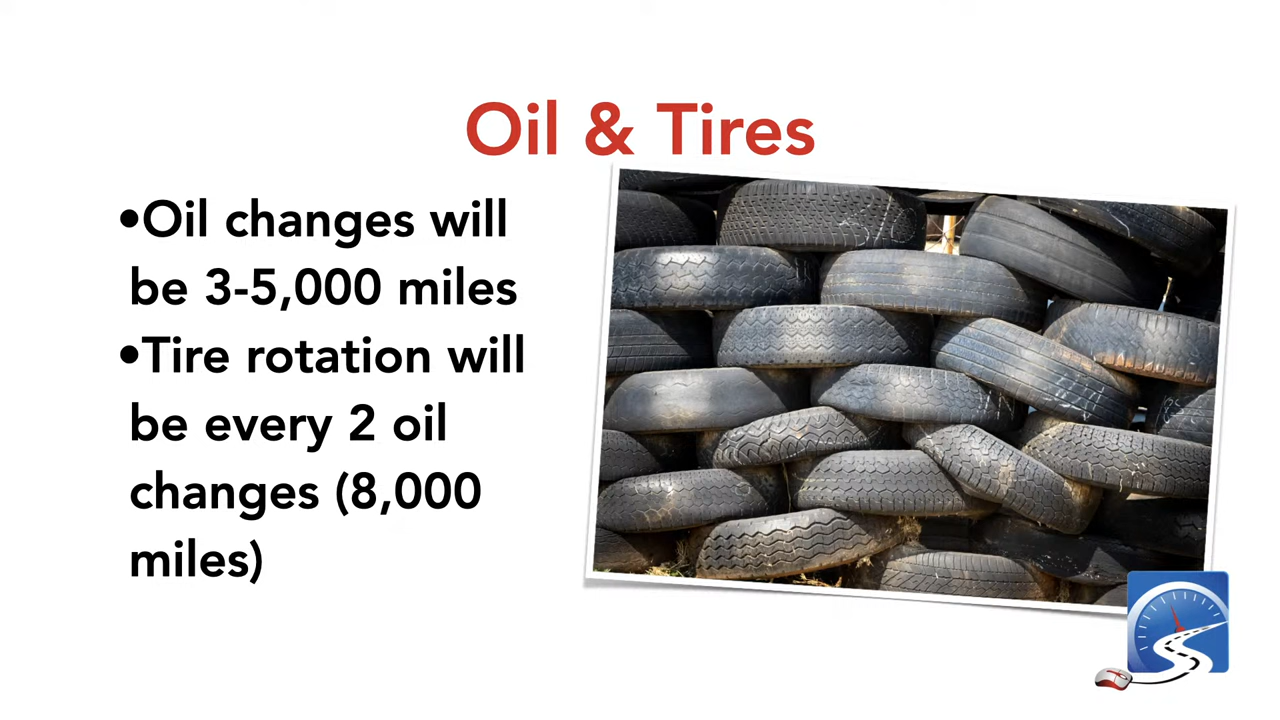 Oil & Tires
•Oil changes will
be 3-5,000 miles
•Tire rotation will
be every 2 oil
changes (8,000
miles)